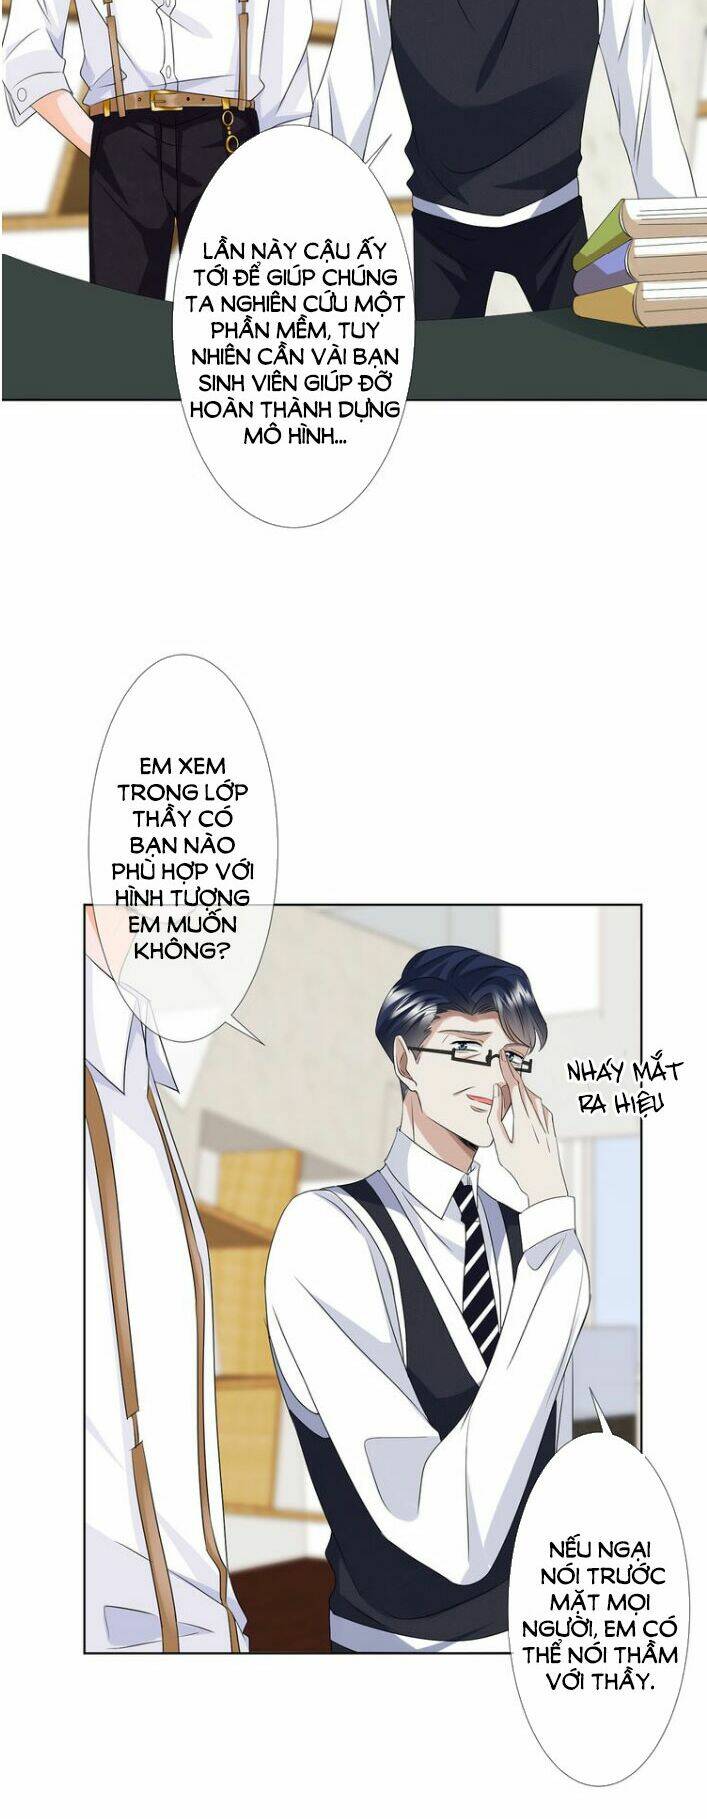 LẦN NÀY CẬU ẤY
TỚI ĐỂ GIÚP CHÚNG
TA NGHIÊN CỨU MỘT
PHẦN MỀM, TUY
NHIÊN CẦN VÀI BẠN
SINH VIÊN GIÚP ĐỠ
HOÀN THÀNH DỰNG
MÔ HÌNH...
EM XEM
TRONG LỚP
THẦY CÓ
BẠN NÀO
PHÙ HỢP VỚI
HÌNH TƯỢNG
EM MUỐN
KHÔNG?
NHÁY MẮT
RA HIỆU
NẾU NGẠI
NÓI TRƯỚC
MẶT MỌI
NGƯỜI, EM CÓ
THỂ NÓI THẦM
VỚI THẦY.